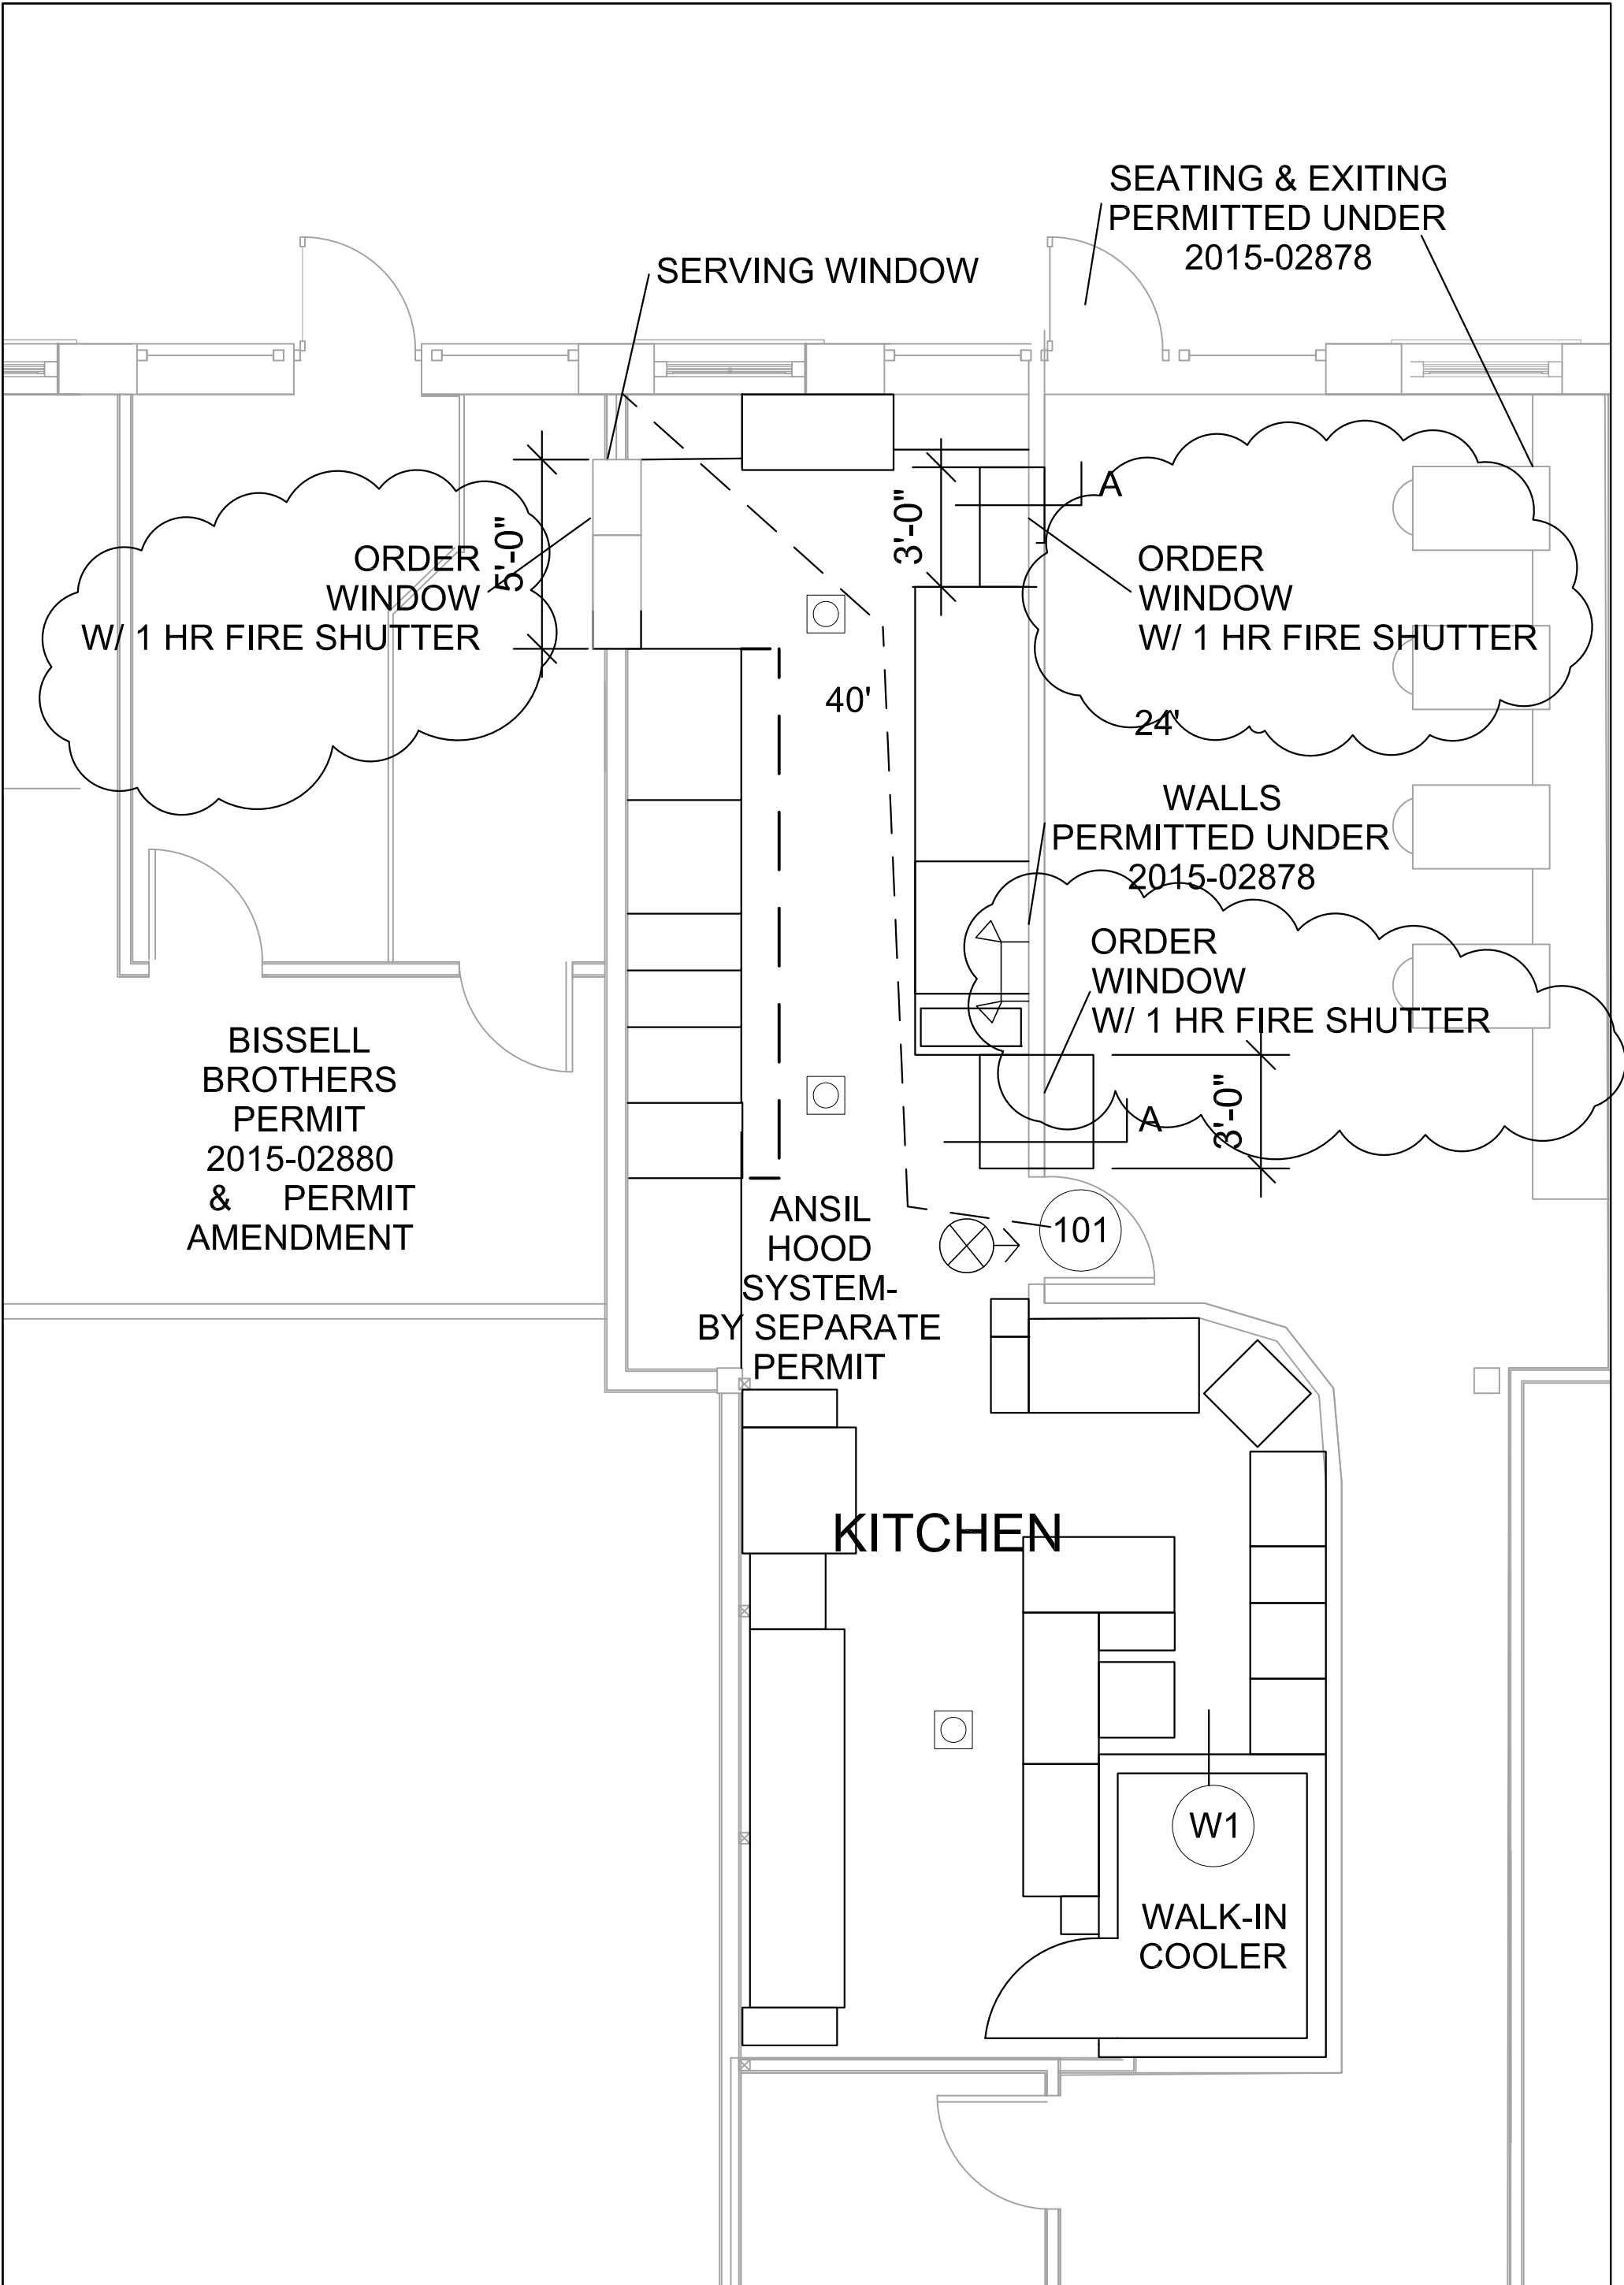 SEATING & EXITING
PERMITTED UNDER
2015-02878
SERVING WINDOW
ORDER
WINDOW
W/ 1 HR FIRE SHUTTER
5'-0"
3'-0"
A
ORDER
WINDOW
W/ 1 HR FIRE SHUTTER
40'
24'
WALLS
PERMITTED UNDER
2015-02878
ORDER
WINDOW
W/ 1 HR FIRE SHUTTER
3'-0"
A
BISSELL
BROTHERS
PERMIT
2015-02880
& PERMIT
AMENDMENT
ANSIL
HOOD
SYSTEM-
BY SEPARATE
PERMIT
101
KITCHEN
W1
WALK-IN
COOLER